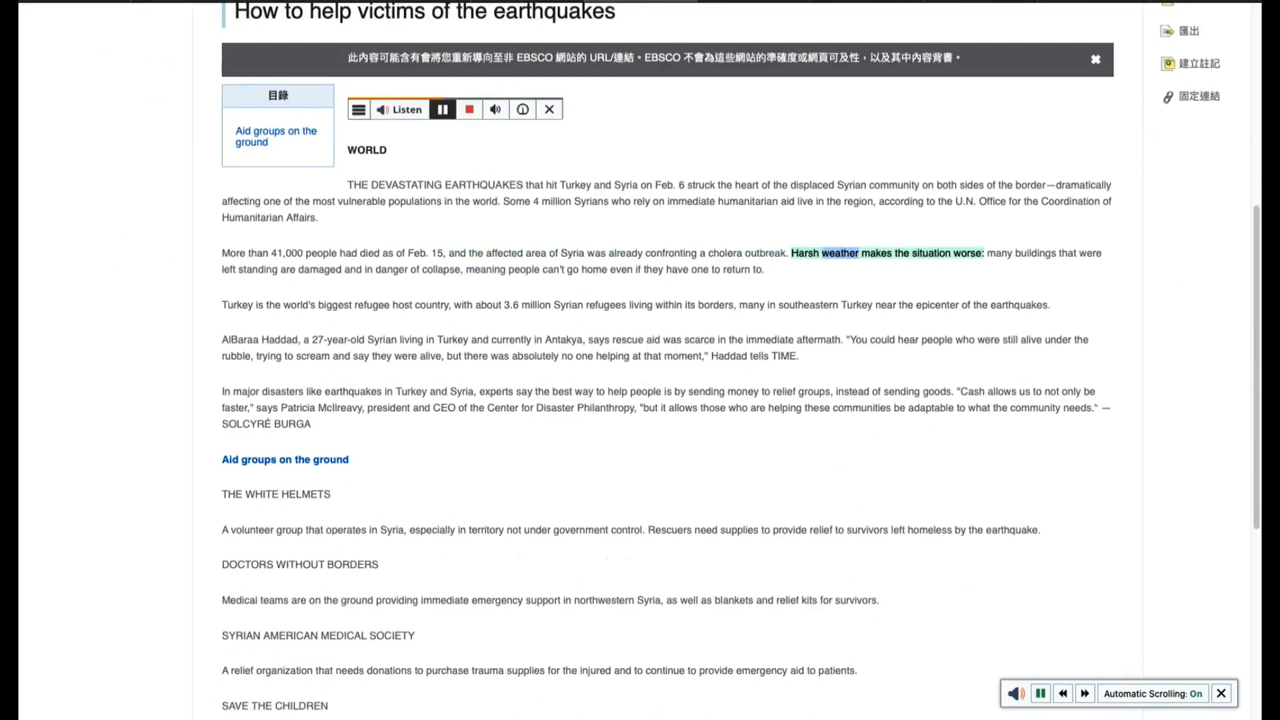 How to help victims of the earthquakes
匯出
此內容可能含有會將您重新導向至非 EBSCO 網站的 URL/連結。EBSCO 不會為這些網站的準確度或網頁可及性，以及其中內容背書。
建立註記
目錄
固定連結
Listen
Aid groups on the
ground
WORLD
THE DEVASTATING EARTHQUAKES that hit Turkey and Syria on Feb. 6 struck the heart of the displaced Syrian community on both sides of the border—dramatically
affecting one of the most vulnerable populations in the world. Some 4 million Syrians who rely on immediate humanitarian aid live in the region, according to the U.N. Office for the Coordination of
Humanitarian Affairs.
More than 41,000 people had died as of Feb. 15, and the affected area of Syria was already confronting a cholera outbreak. Harsh weather makes the situation worse: many buildings that were
left standing are damaged and in danger of collapse, meaning people can't go home even if they have one to return to.
Turkey is the world's biggest refugee host country, with about 3.6 million Syrian refugees living within its borders, many in southeastern Turkey near the epicenter of the earthquakes.
AlBaraa Haddad, a 27-year-old Syrian living in Turkey and currently in Antakya, says rescue aid was scarce in the immediate aftermath. "You could hear people who were still alive under the
rubble, trying to scream and say they were alive, but there was absolutely no one helping at that moment," Haddad tells TIME.
In major disasters like earthquakes in Turkey and Syria, experts say the best way to help people is by sending money to relief groups, instead of sending goods. "Cash allows us to not only be
faster," says Patricia McIlreavy, president and CEO of the Center for Disaster Philanthropy, "but it allows those who are helping these communities be adaptable to what the community needs." —
SOLCYRÉ BURGA
Aid groups on the ground
THE WHITE HELMETS
A volunteer group that operates in Syria, especially in territory not under government control. Rescuers need supplies to provide relief to survivors left homeless by the earthquake.
DOCTORS WITHOUT BORDERS
Medical teams are on the ground providing immediate emergency support in northwestern Syria, as well as blankets and relief kits for survivors.
SYRIAN AMERICAN MEDICAL SOCIETY
A relief organization that needs donations to purchase trauma supplies for the injured and to continue to provide emergency aid to patients.
Automatic Scrolling: On
SAVE THE CHILDREN